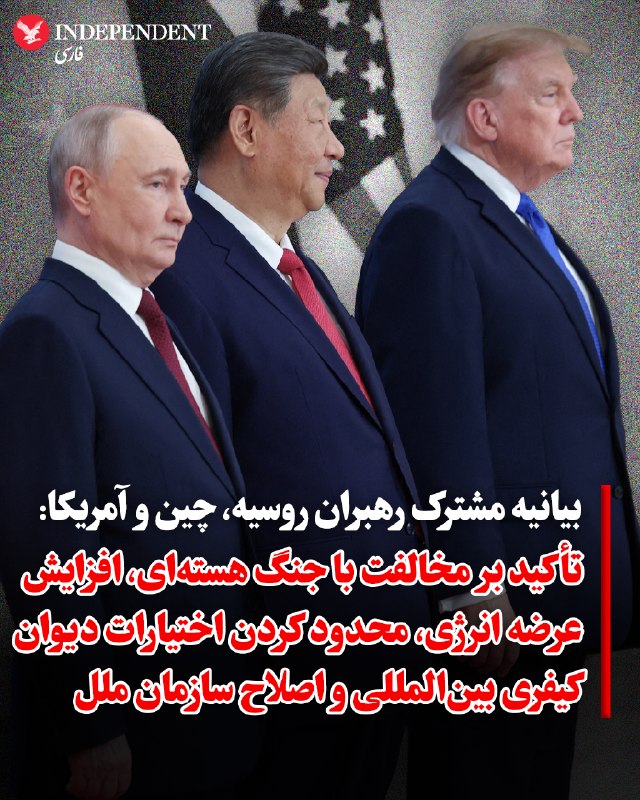 INDEPENDENT
فارسی
بیانیه مشترک رهبران روسیه، چین و آمریکا:
تأکید بر مخالفت با جنگ هسته‌ای، افزایش
عرضه انرژی، محدود کردن اختیارات دیوان
کیفری بین‌المللی و اصلاح سازمان ملل